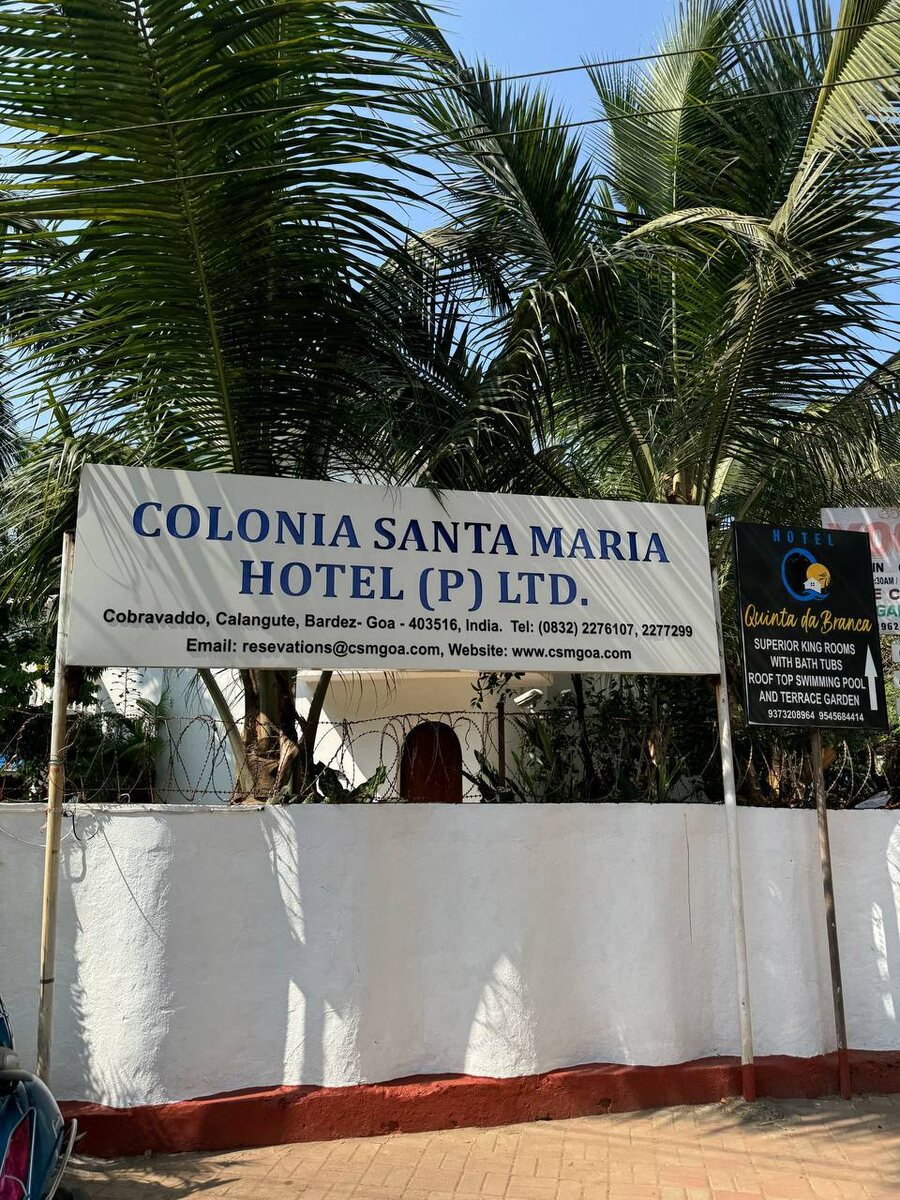 COLONIA SANTA MARIA
HOTEL (P) LTD.
Cobravaddo, Calangute, Bardez- Goa - 403516, India. Tel: (0832) 2276107, 2277299
Email: resevations@csmgoa.com, Website: www.csmgoa.com
HOTEL
Quinta da Branca
SUPERIOR KING ROOMS
WITH BATH TUBS
ROOF TOP SWIMMING POOL
AND TERRACE GARDEN
9373208964 9545684414